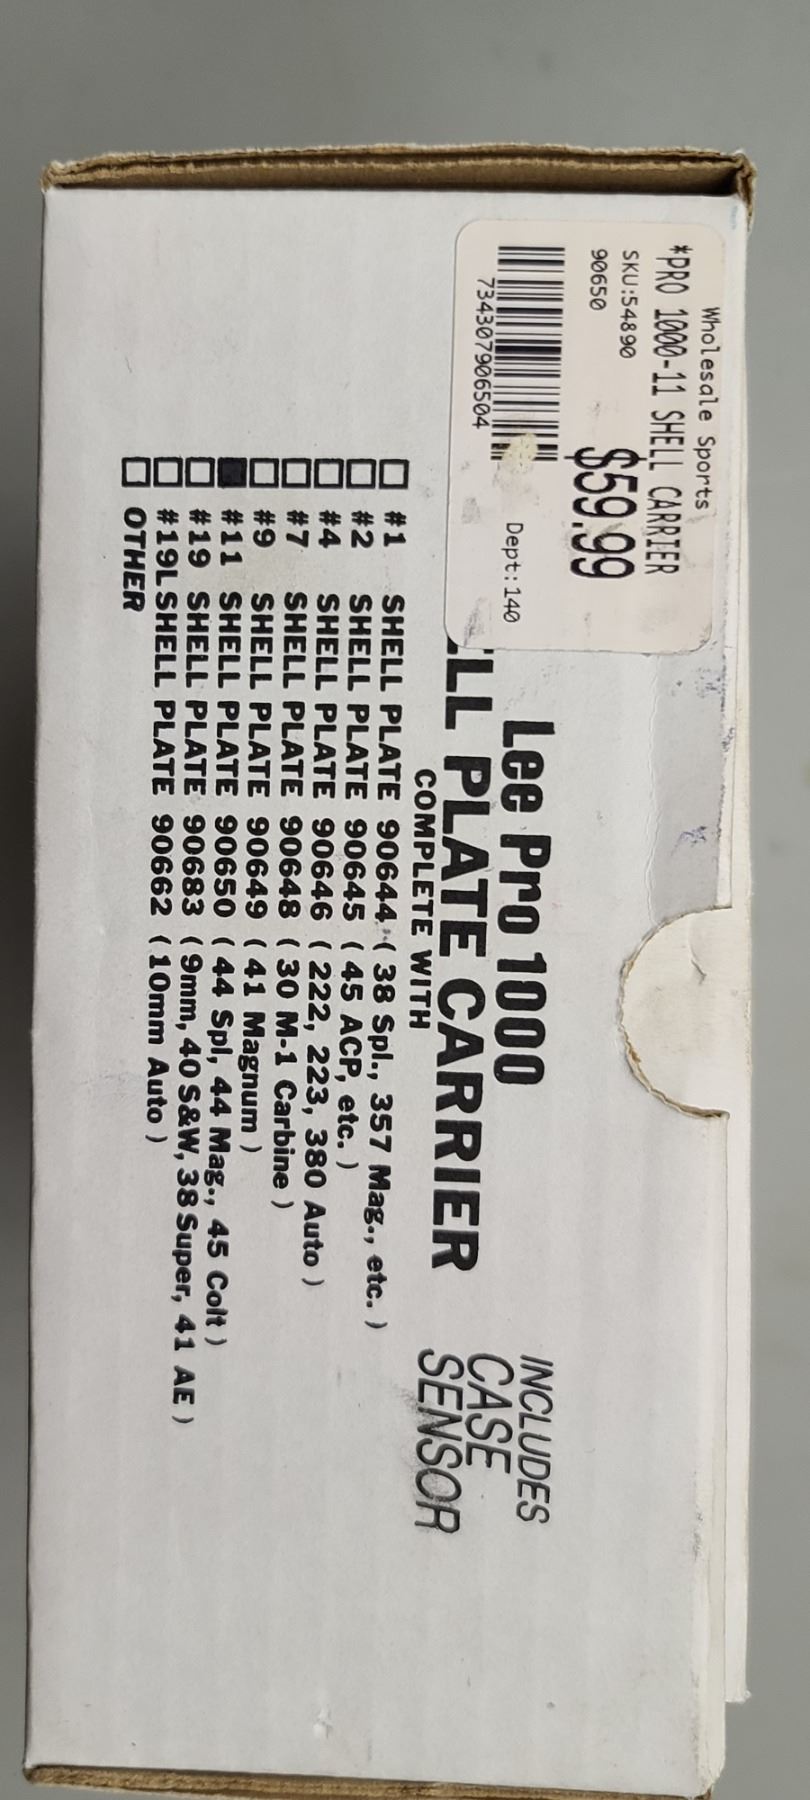 Wholesale Sports
*PRO 1000-11 SHELL CARRIER
SKU:54890
90650
$59.99
734307906504
Dept:140
Lee Pro 1000
LL PLATE CARRIER
COMPLETE WITH
INCLUDES
CASE
SENSOR
#1 SHELL PLATE 90644 ( 38 Spl., 357 Mag., etc. )
#2 SHELL PLATE 90645 ( 45 ACP, etc. )
#4 SHELL PLATE 90646 ( 222, 223, 380 Auto )
#7 SHELL PLATE 90648 ( 30 M-1 Carbine )
#9 SHELL PLATE 90649 ( 41 Magnum )
#11 SHELL PLATE 90650 ( 44 Spl, 44 Mag., 45 Colt )
#19 SHELL PLATE 90683 ( 9mm, 40 S&W, 38 Super, 41 AE )
#19L SHELL PLATE 90662 ( 10mm Auto )
OTHER